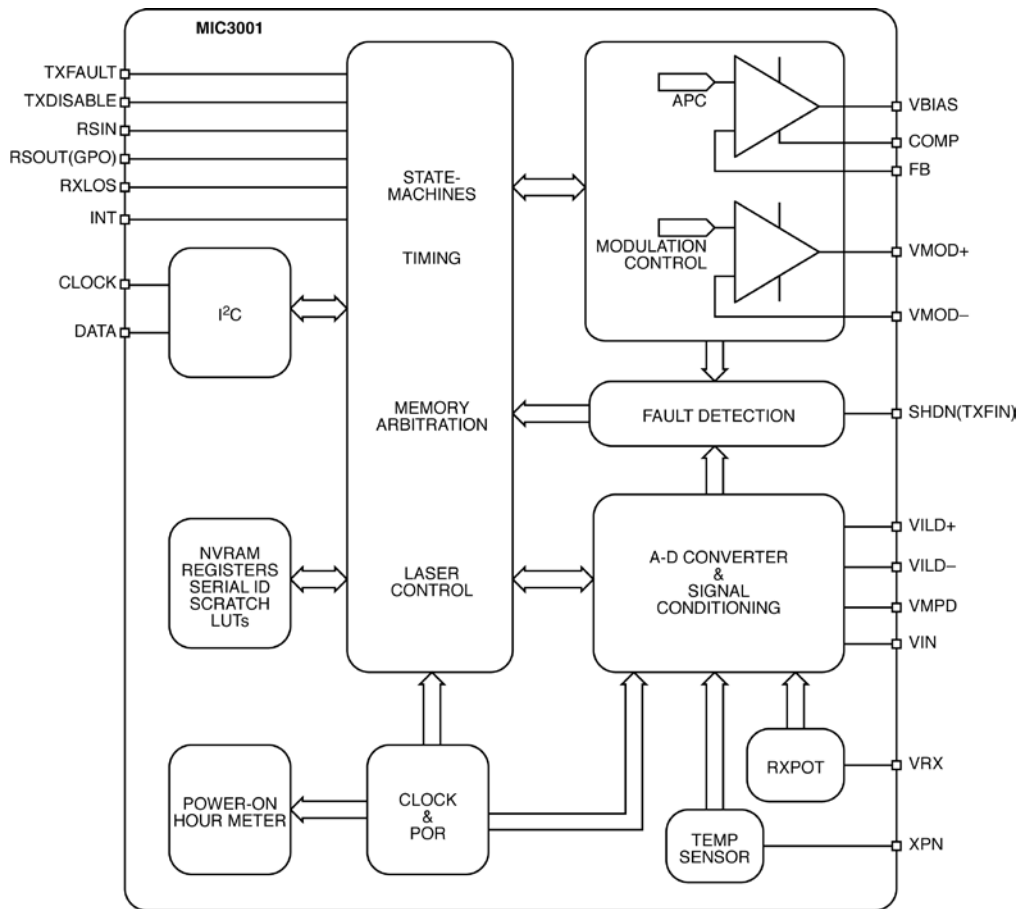 MIC3001
TXFAULT
TXDISABLE
RSIN
RSOUT(GPO)
RXLOS
INT
CLOCK
DATA
I²C
STATE-
MACHINES
TIMING
MEMORY
ARBITRATION
LASER
CONTROL
APC
MODULATION
CONTROL
VBIAS
COMP
FB
VMOD+
VMOD–
FAULT DETECTION
SHDN(TXFIN)
NVRAM
REGISTERS
SERIAL ID
SCRATCH
LUTs
A-D CONVERTER
&
SIGNAL
CONDITIONING
VILD+
VILD–
VMPD
VIN
POWER-ON
HOUR METER
CLOCK
&
POR
RXPOT
VRX
TEMP
SENSOR
XPN